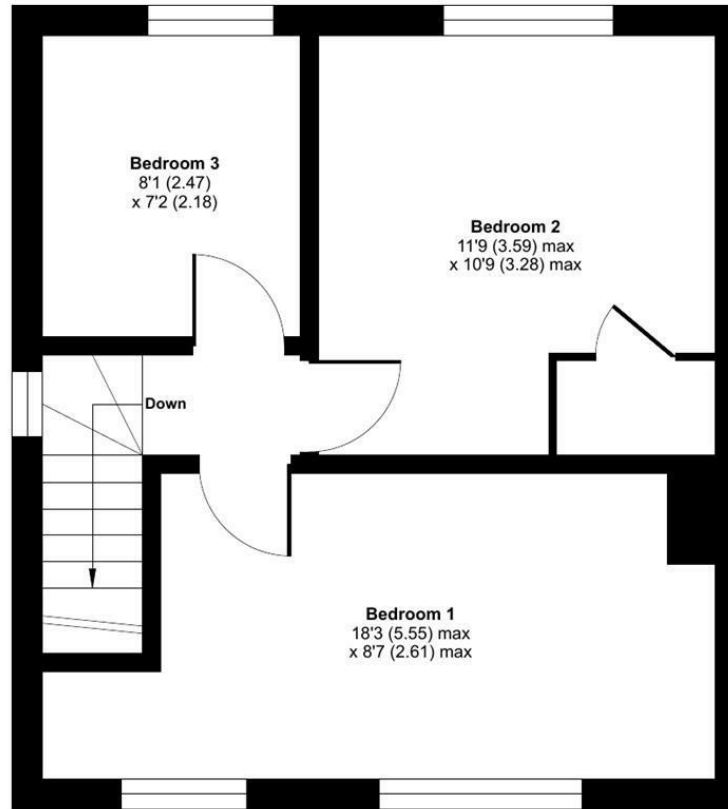 Bedroom 3
8'1 (2.47)
x 7'2 (2.18)
Bedroom 2
11'9 (3.59) max
x 10'9 (3.28) max
Down
Bedroom 1
18'3 (5.55) max
x 8'7 (2.61) max